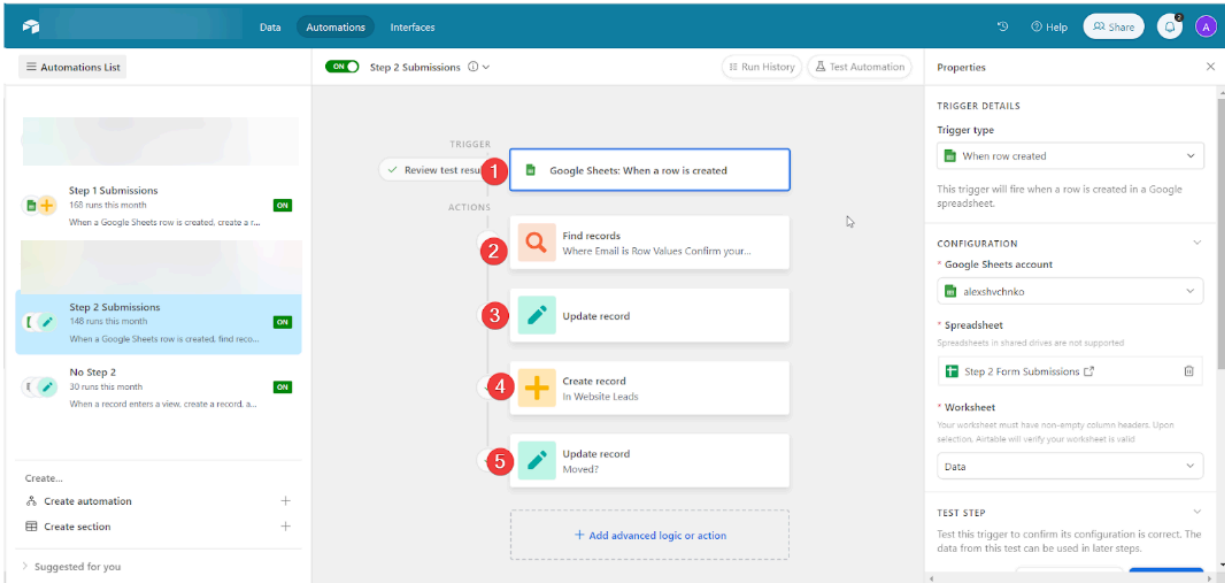 Data
Automations
Interfaces
Help
Share
2
A
Automations List
ON
Step 2 Submissions
Run History
Test Automation
Properties
Step 1 Submissions
168 runs this month
ON
When a Google Sheets row is created, create a r...
Step 2 Submissions
148 runs this month
ON
When a Google Sheets row is created, find reco...
No Step 2
30 runs this month
ON
When a record enters a view, create a record, a...
Create...
Create automation
Create section
Suggested for you
TRIGGER
Review test resu
1
Google Sheets: When a row is created
ACTIONS
2
Find records
Where Email is Row Values Confirm your...
3
Update record
4
Create record
In Website Leads
5
Update record
Moved?
+ Add advanced logic or action
TRIGGER DETAILS
Trigger type
When row created
This trigger will fire when a row is created in a Google
spreadsheet.
CONFIGURATION
* Google Sheets account
alexshvchnko
* Spreadsheet
Spreadsheets in shared drives are not supported
Step 2 Form Submissions
* Worksheet
Your worksheet must have non-empty column headers. Upon
selection, Airtable will verify your worksheet is valid
Data
TEST STEP
Test this trigger to confirm its configuration is correct. The
data from this test can be used in later steps.